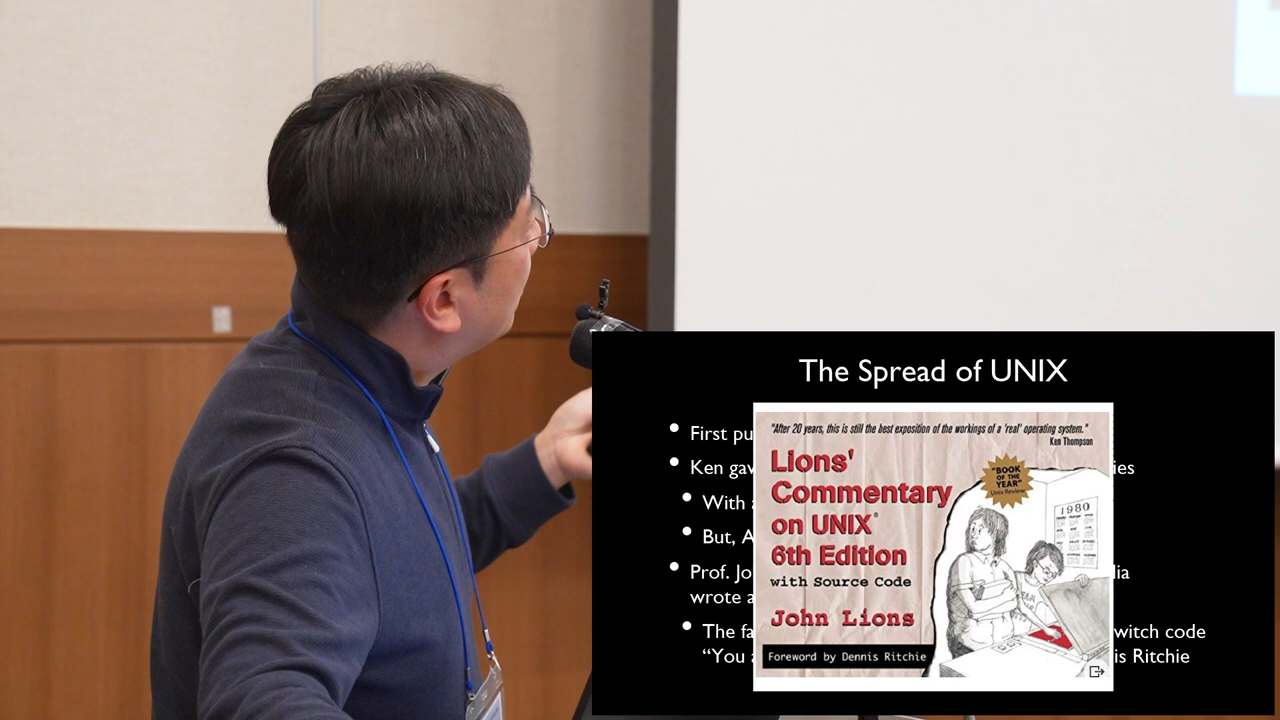 The Spread of UNIX
First pu
Ken gav ies
With a
But, A
Prof. Jo lia
wrote a
The fa witch code
“You a is Ritchie
"After 20 years, this is still the best exposition of the workings of a 'real' operating system."
Ken Thompson
Lions'
Commentary
on UNIX®
6th Edition
with Source Code
John Lions
Foreword by Dennis Ritchie
"BOOK
OF THE
YEAR"
Unix Review
1980